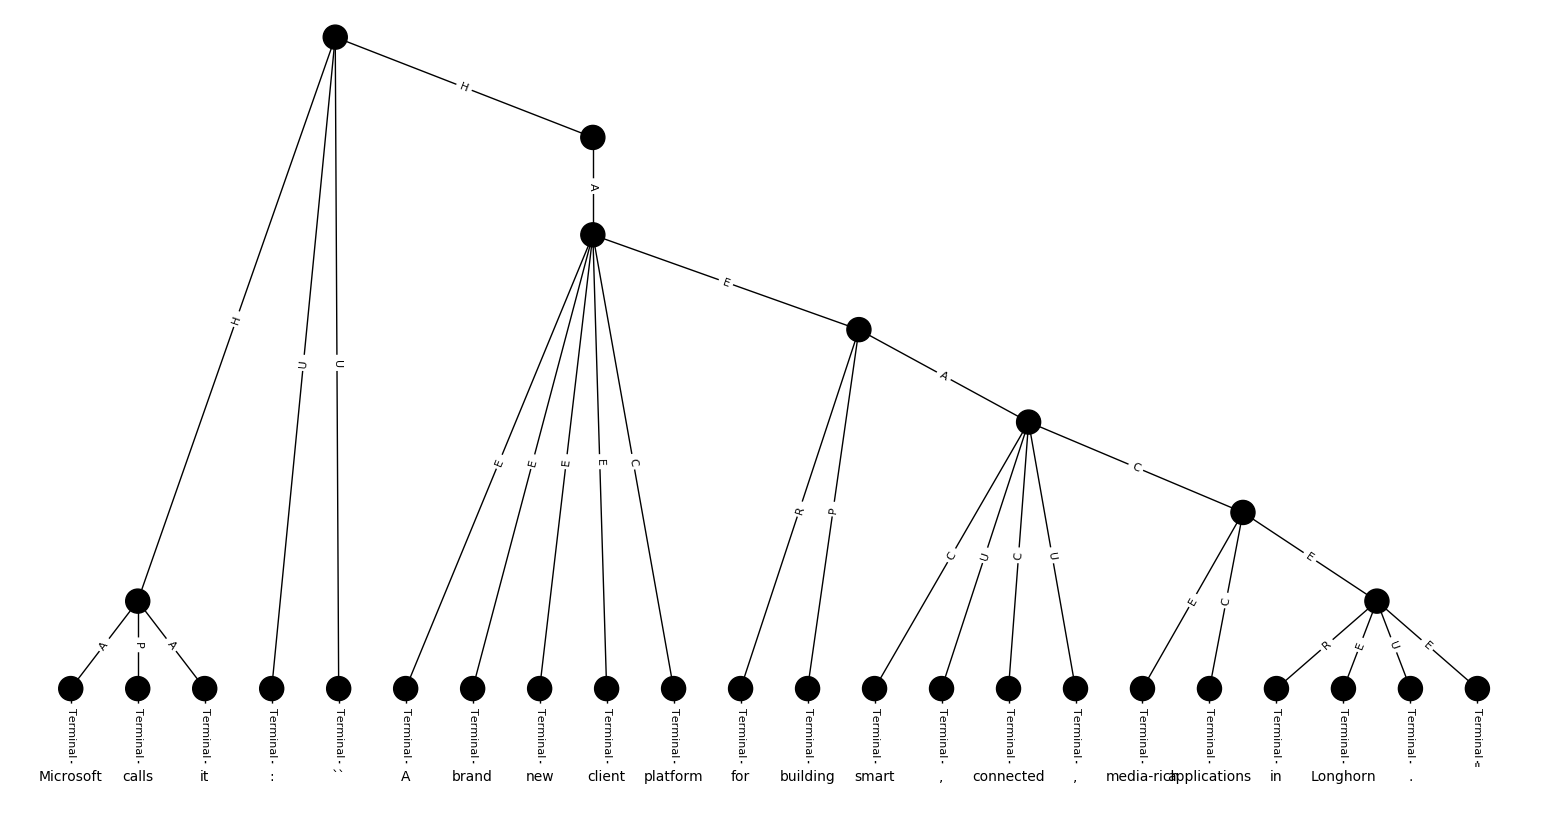 H
H
A
E
A
C
E
H
U
U
E
E
E
E
C
R
P
C
U
C
U
E
C
A
P
A
R
E
U
E
Terminal Terminal Terminal Terminal Terminal Terminal Terminal Terminal Terminal Terminal Terminal Terminal Terminal Terminal Terminal Terminal Terminal Terminal Terminal Terminal Terminal Terminal
Microsoft calls it : `` A brand new client platform for building smart , connected , media-rich applications in Longhorn .